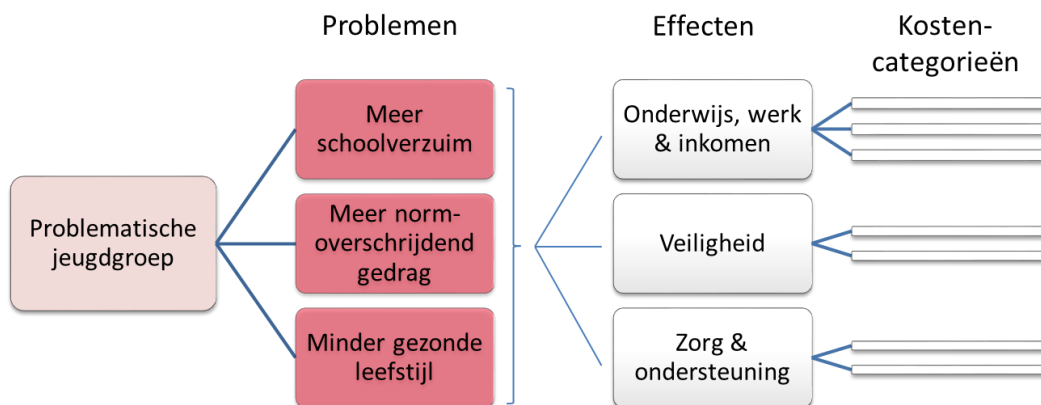 Problemen
Effecten
Kosten-
categorieën
Problematische
jeugdgroep
Meer
schoolverzuim
Meer norm-
overschrijdend
gedrag
Minder gezonde
leefstijl
Onderwijs, werk
& inkomen
Veiligheid
Zorg &
ondersteuning